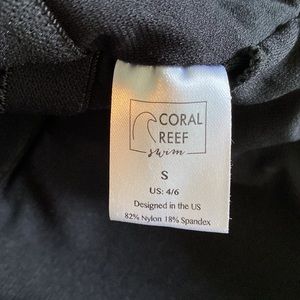 CORAL
REEF
swim
S
US: 4/6
Designed in the US
82% Nylon 18% Spandex